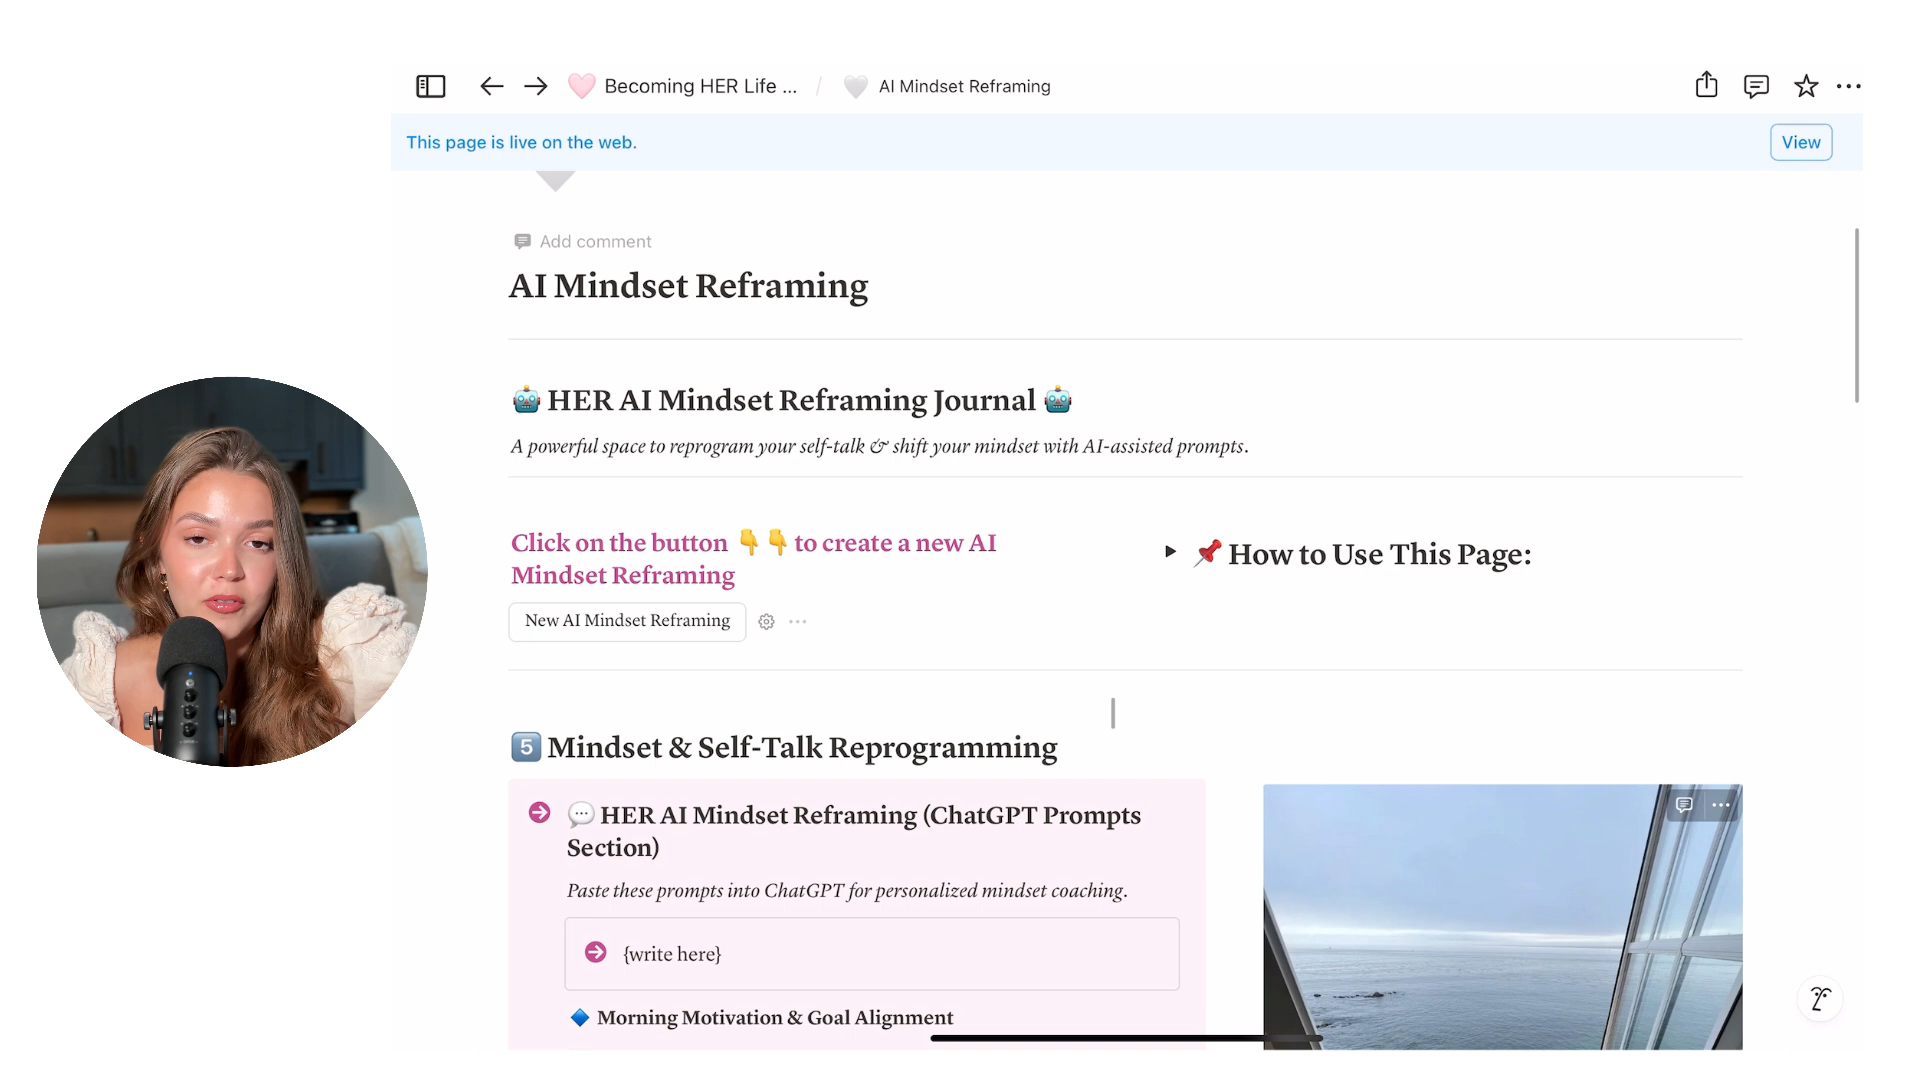 Becoming HER Life ... / AI Mindset Reframing
This page is live on the web.
View
Add comment
AI Mindset Reframing
🤖 HER AI Mindset Reframing Journal 🤖
A powerful space to reprogram your self-talk & shift your mindset with AI-assisted prompts.
Click on the button 👇👇 to create a new AI
Mindset Reframing
New AI Mindset Reframing
📌 How to Use This Page:
5️⃣ Mindset & Self-Talk Reprogramming
💬 HER AI Mindset Reframing (ChatGPT Prompts
Section)
Paste these prompts into ChatGPT for personalized mindset coaching.
{write here}
🔷 Morning Motivation & Goal Alignment